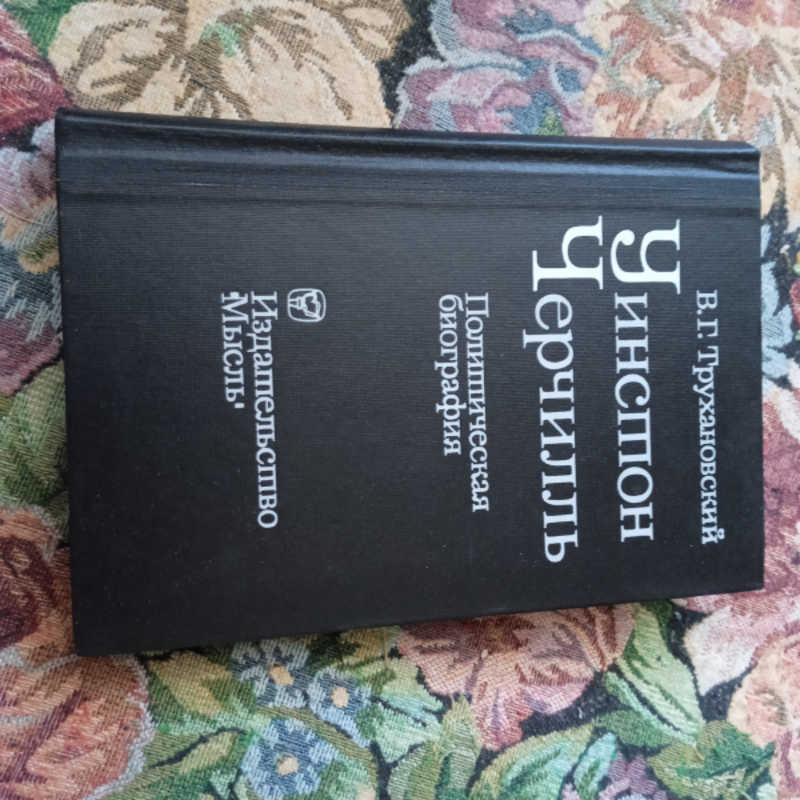 В.Г. Трухановский
Уинстон
Черчилль
Политическая
биография
Издательство
"Мысль"